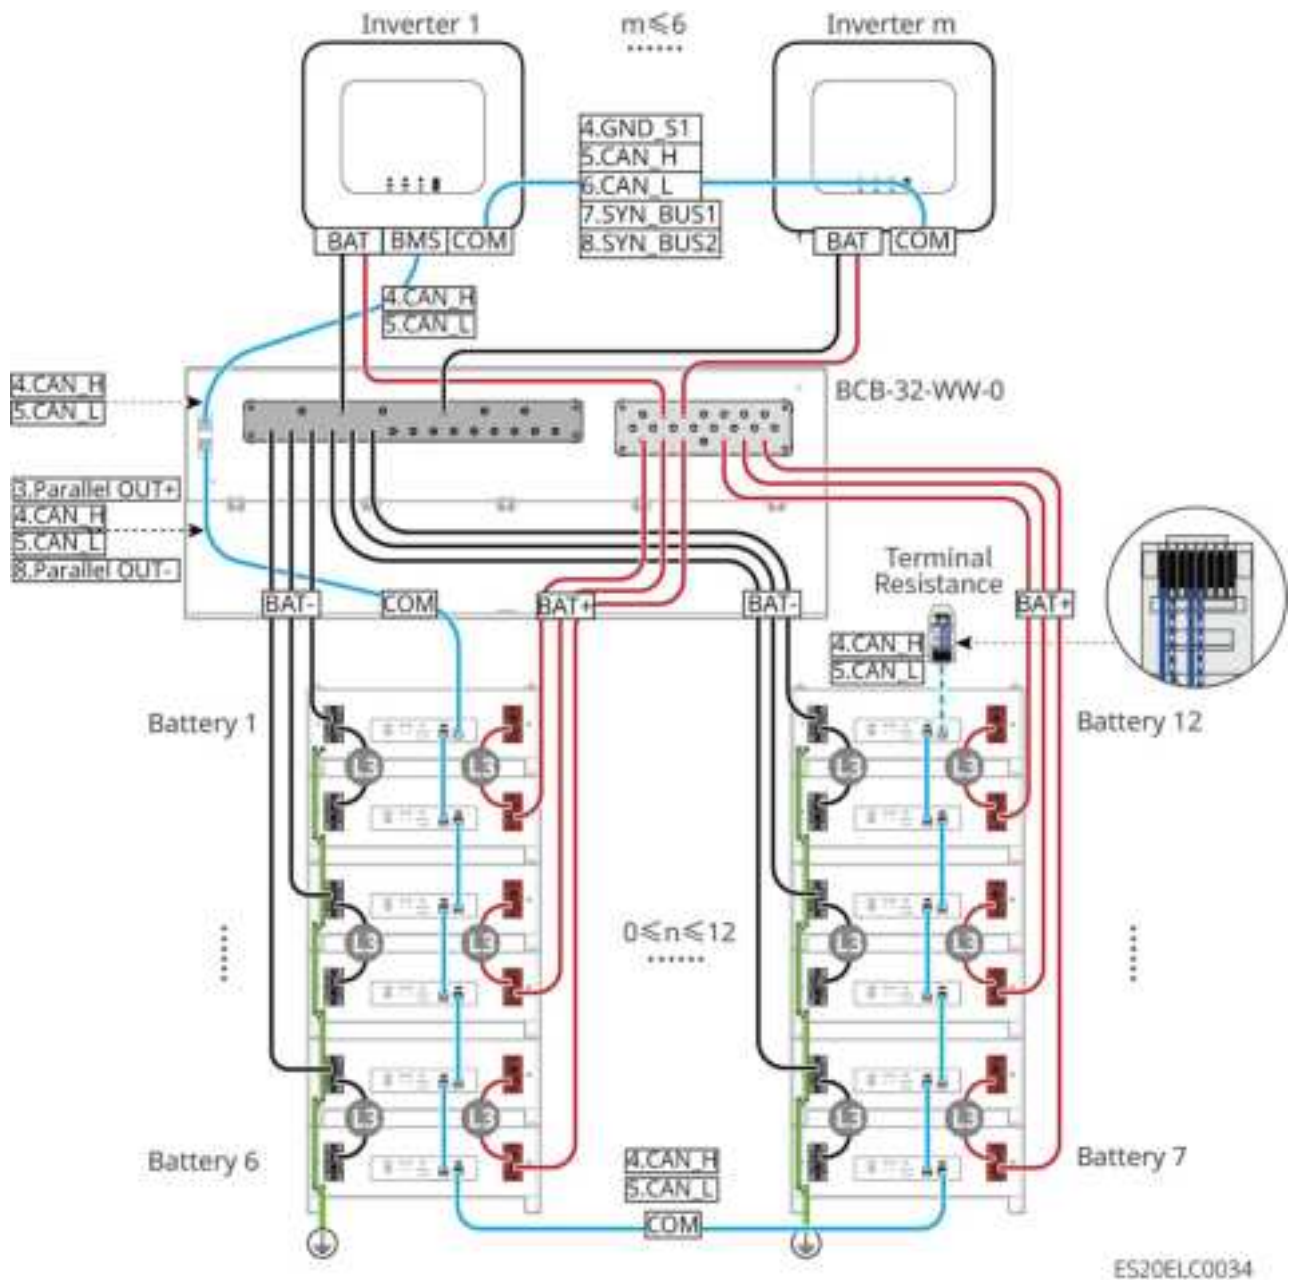 Inverter 1
m≤6
Inverter m
4.GND_S1
5.CAN_H
6.CAN_L
7.SYN_BUS1
8.SYN_BUS2
BAT
BMS
COM
BAT
COM
4.CAN_H
5.CAN_L
4.CAN_H
5.CAN_L
BCB-32-WW-0
3.Parallel OUT+
4.CAN_H
5.CAN_L
8.Parallel OUT-
Terminal
Resistance
BAT-
COM
BAT+
BAT-
BAT+
4.CAN_H
5.CAN_L
Battery 1
Battery 12
0≤n≤12
Battery 6
Battery 7
4.CAN_H
5.CAN_L
COM
ES20ELC0034